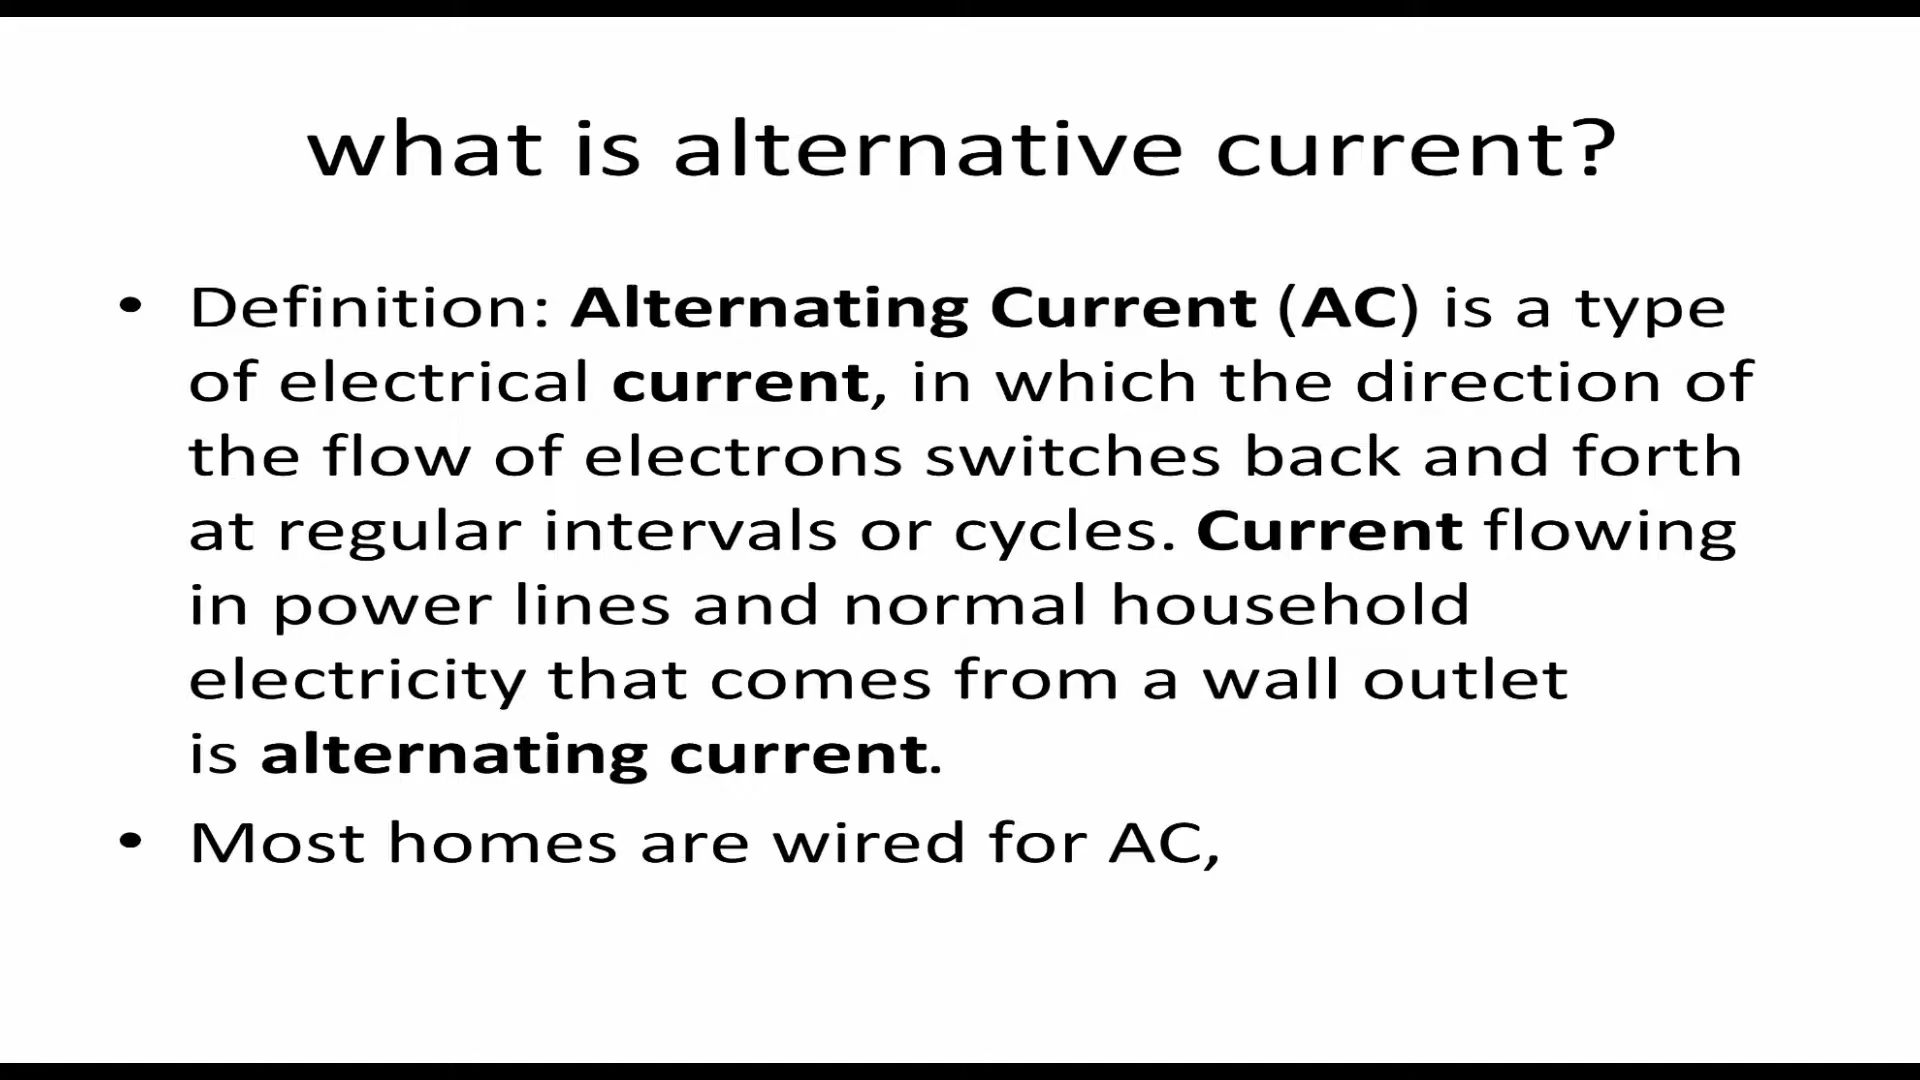 what is alternative current?
• Definition: Alternating Current (AC) is a type
of electrical current, in which the direction of
the flow of electrons switches back and forth
at regular intervals or cycles. Current flowing
in power lines and normal household
electricity that comes from a wall outlet
is alternating current.
• Most homes are wired for AC,